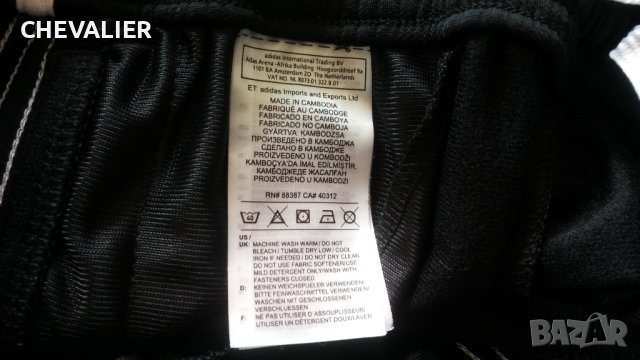 CHEVALIER
adidas International Trading BV
Adas Arena -Afrika Building Hoogoorddreef 9a
1101 BA Amsterdam ZO The Netherlands
VAT NO. NL 8073.01.322.B.01
ET: adidas Imports and Exports Ltd
MADE IN CAMBODIA
FABRIQUÉ AU CAMBODGE
FABRICADO EN CAMBOYA
FABRICADO NO CAMBOJA
GYÁRTVA: KAMBODZSA
ПРОИЗВЕДЕНО В КАМБОДЖА
СДЕЛАНО В КАМБОДЖЕ
PROIZVEDENO U KAMBODŽI
KAMBOÇYA'DA İMAL EDİLMİŞTİR.
КАМБОДЖЕДЕ ЖАСАЛҒАН
PROIZVEDENO U KAMBODZI
RN# 88387 CA# 40312
US /
UK: MACHINE WASH WARM / DO NOT
BLEACH / TUMBLE DRY LOW / COOL
IRON IF NEEDED / DO NOT DRY CLEAN
DO NOT USE FABRIC SOFTENER/USE
MILD DETERGENT ONLY/WASH WITH
FASTENERS CLOSED
D: KEINEN WEICHSPUELER VERWENDEN/
BITTE FEINWASCHMITTEL VERWENDEN/
WASCHEN MIT GESCHLOSSENEN
VERSCHLUESSEN
F: NE PAS UTILISER D'ASSOUPLISSEUR/
UTILISER UN DÉTERGENT DOUX/LAVER
BAZAR
bg